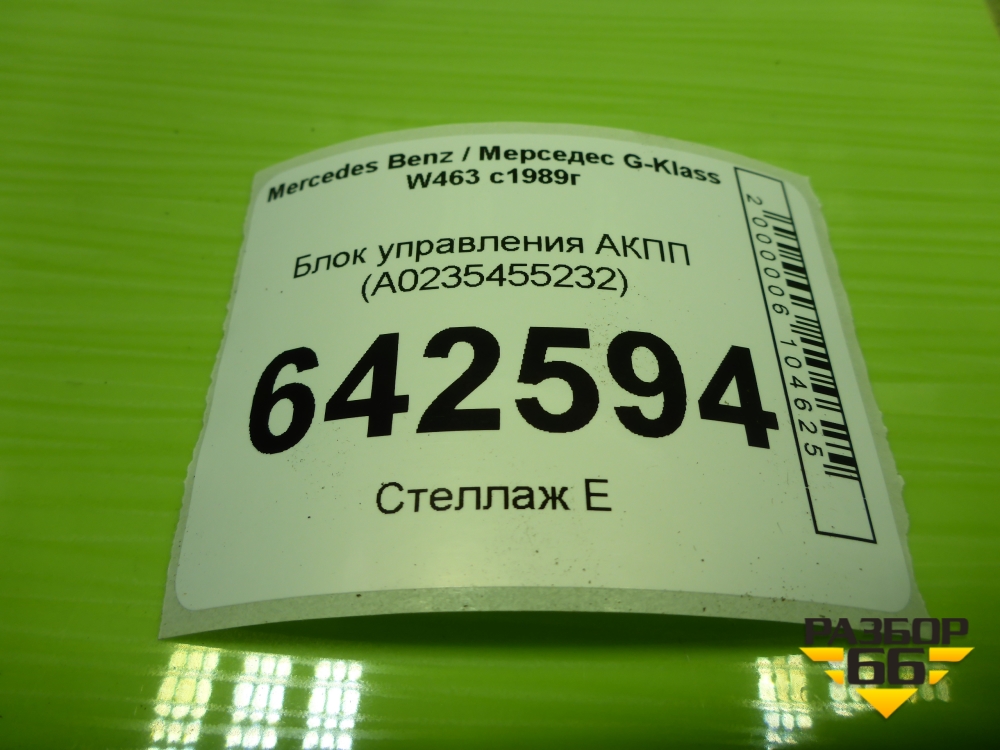 Mercedes Benz / Мерседес G-Klass
W463 с1989г
Блок управления АКПП
(A0235455232)
642594
Стеллаж Е
2000006104625
РАЗБОР
66